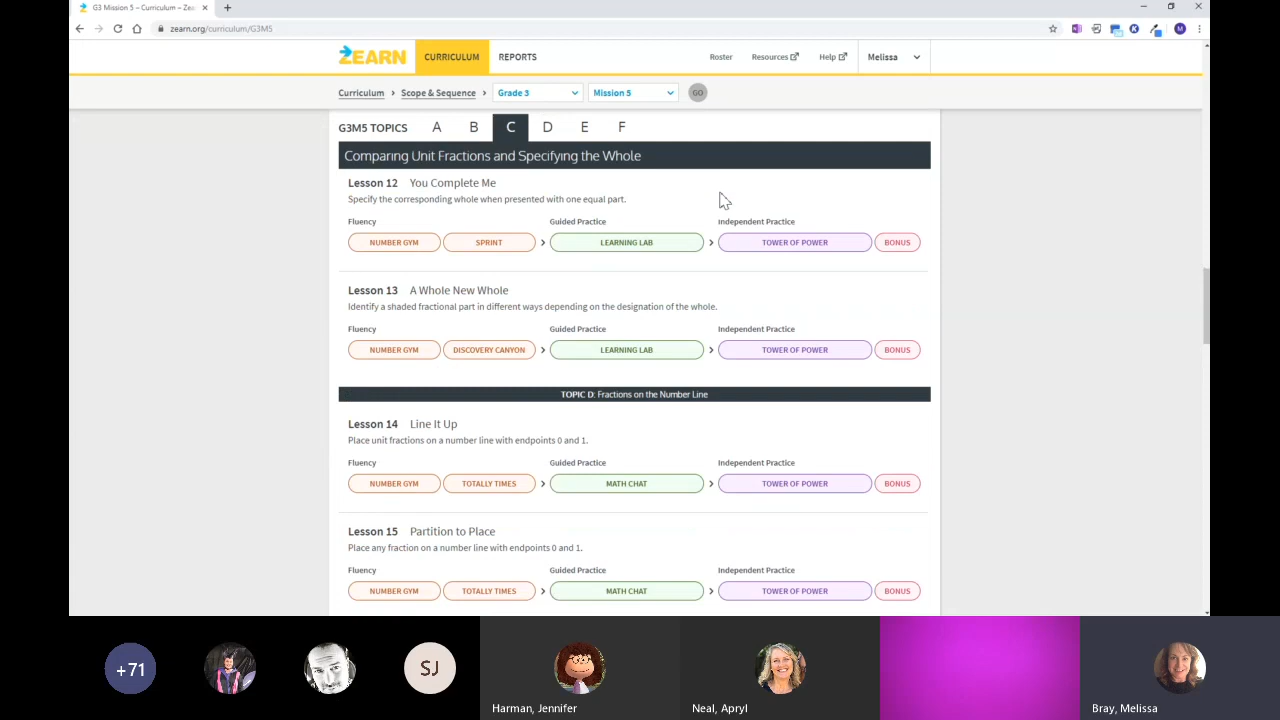 G3 Mission 5 – Curriculum – Zea
zearn.org/curriculum/G3M5
ZEARN
CURRICULUM
REPORTS
Roster
Resources
Help
Melissa
Curriculum
Scope & Sequence
Grade 3
Mission 5
GO
G3M5 TOPICS A B C D E F
Comparing Unit Fractions and Specifying the Whole
Lesson 12 You Complete Me
Specify the corresponding whole when presented with one equal part.
Fluency Guided Practice Independent Practice
NUMBER GYM SPRINT LEARNING LAB TOWER OF POWER BONUS
Lesson 13 A Whole New Whole
Identify a shaded fractional part in different ways depending on the designation of the whole.
Fluency Guided Practice Independent Practice
NUMBER GYM DISCOVERY CANYON LEARNING LAB TOWER OF POWER BONUS
TOPIC D: Fractions on the Number Line
Lesson 14 Line It Up
Place unit fractions on a number line with endpoints 0 and 1.
Fluency Guided Practice Independent Practice
NUMBER GYM TOTALLY TIMES MATH CHAT TOWER OF POWER BONUS
Lesson 15 Partition to Place
Place any fraction on a number line with endpoints 0 and 1.
Fluency Guided Practice Independent Practice
NUMBER GYM TOTALLY TIMES MATH CHAT TOWER OF POWER BONUS
+71
SJ
Harman, Jennifer
Neal, Apryl
Bray, Melissa